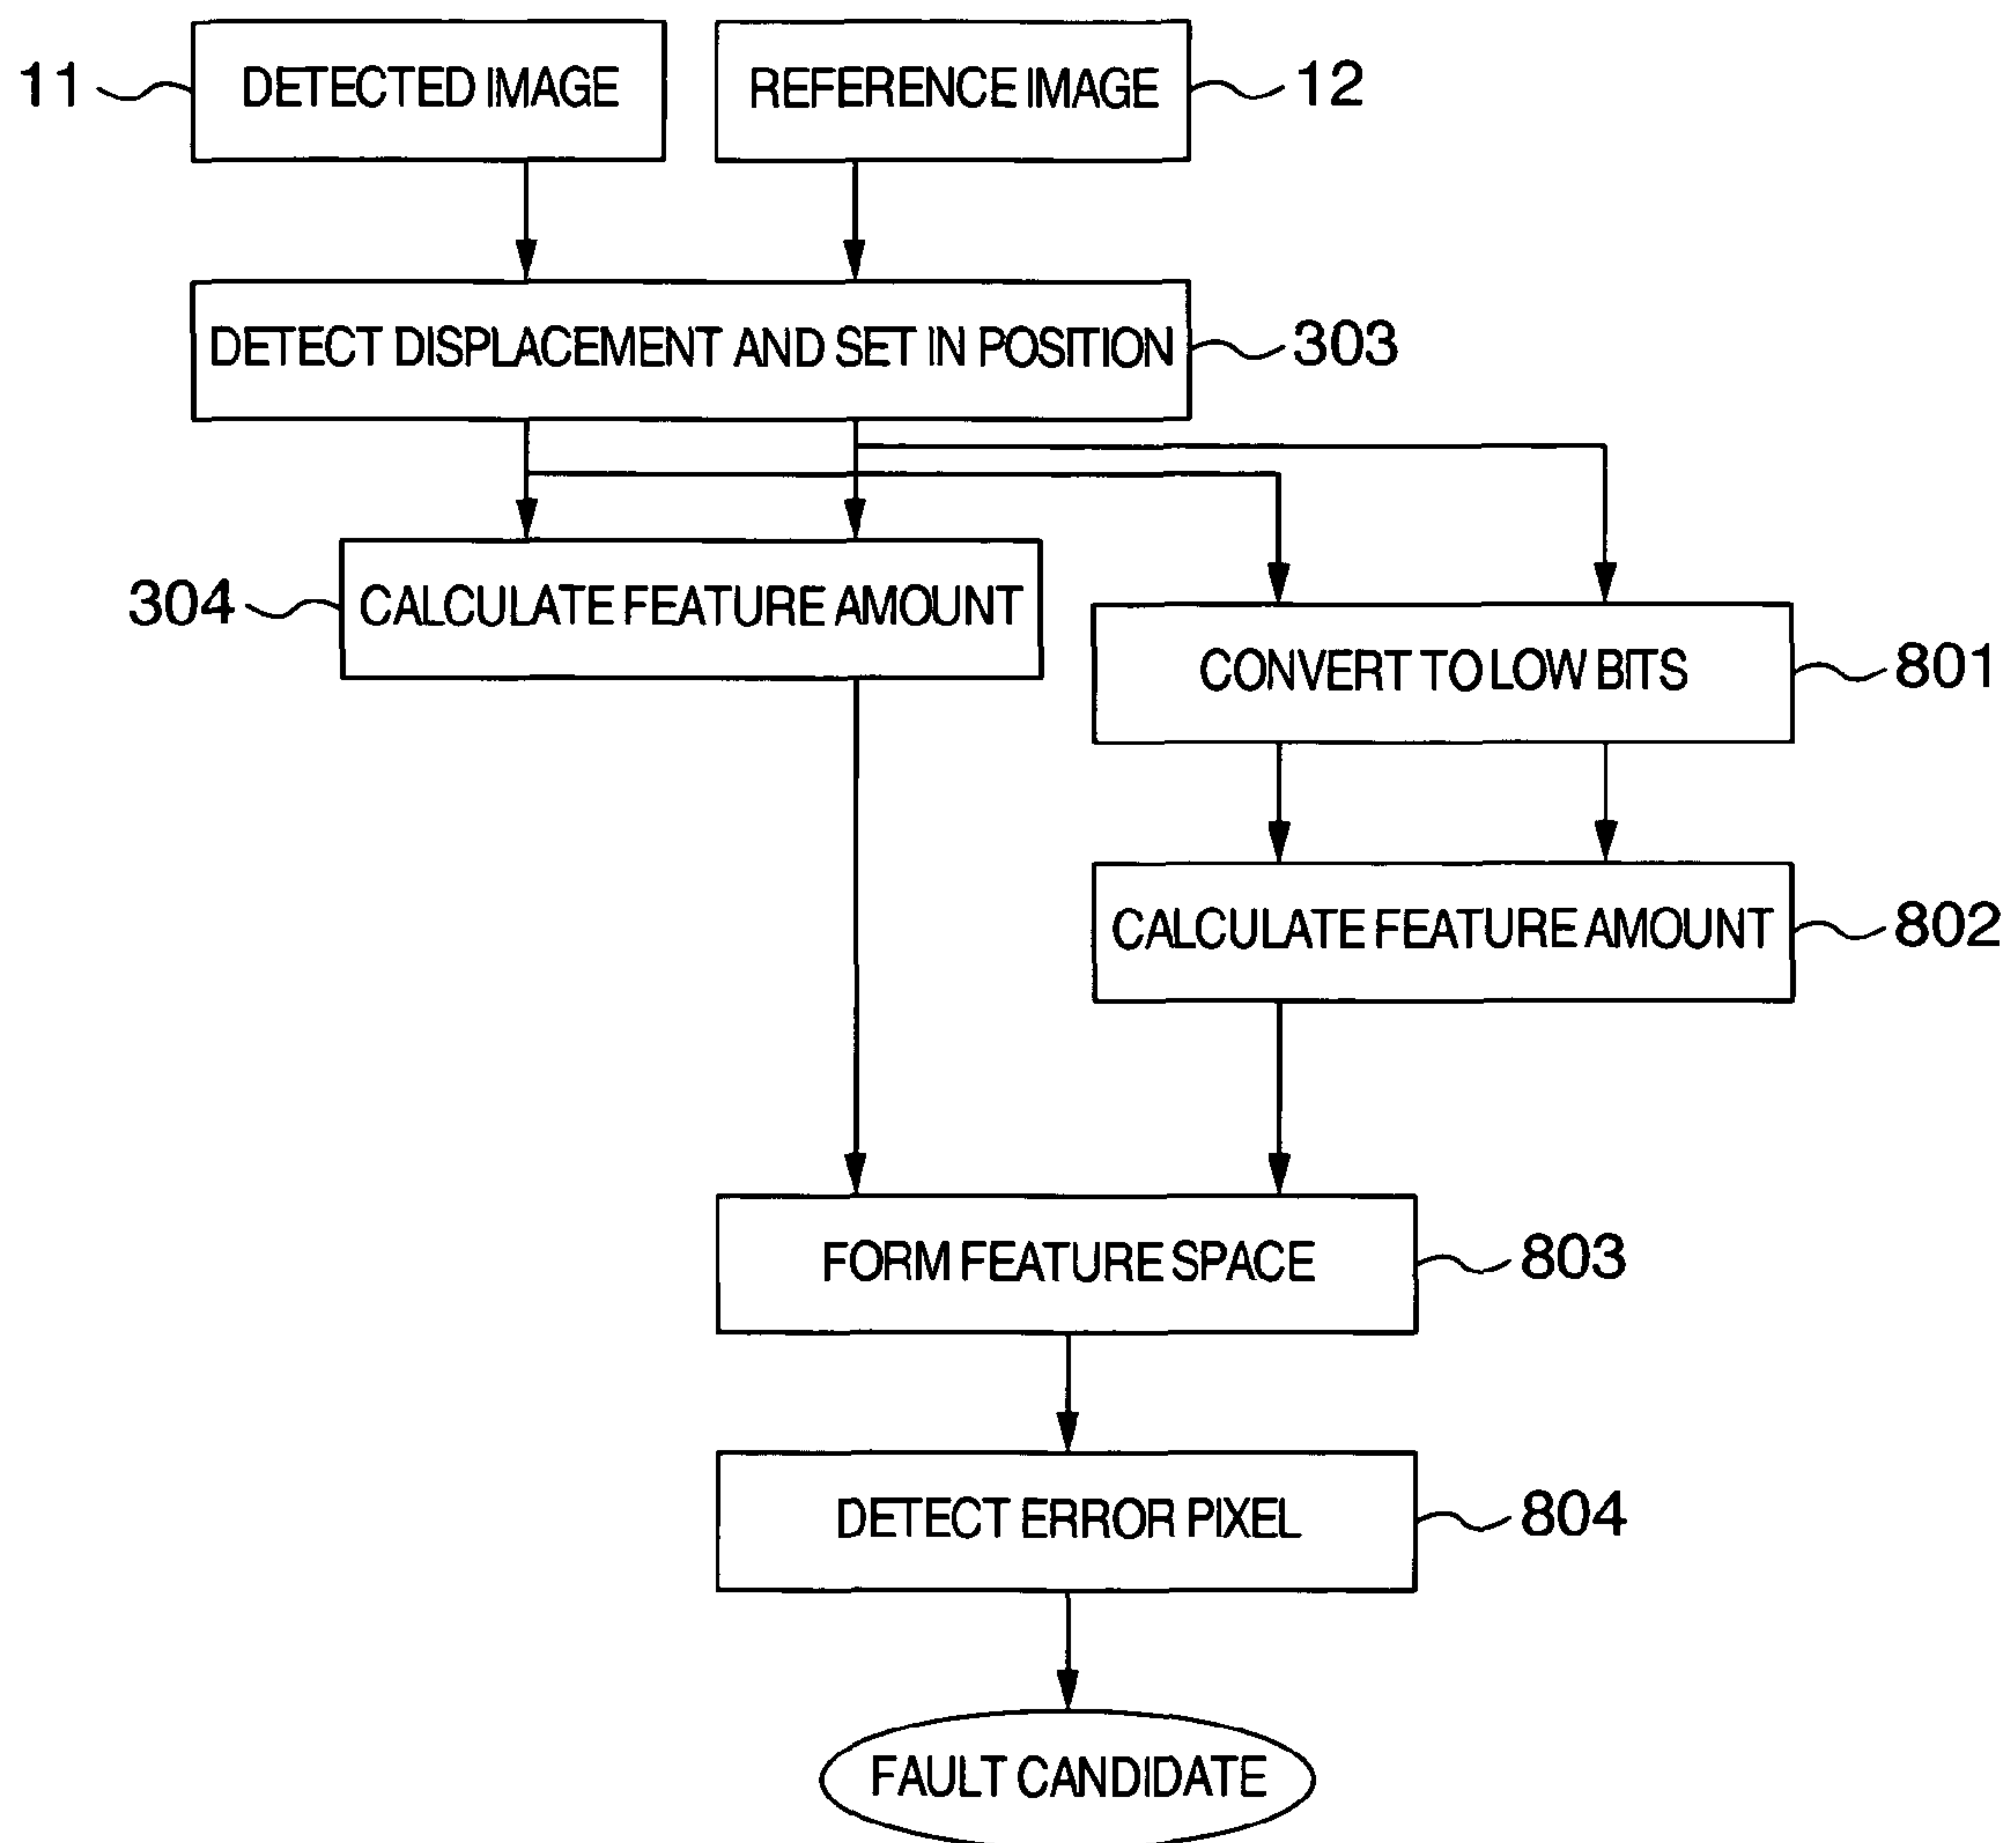 11
DETECTED IMAGE
REFERENCE IMAGE
12
DETECT DISPLACEMENT AND SET IN POSITION
303
304
CALCULATE FEATURE AMOUNT
CONVERT TO LOW BITS
801
CALCULATE FEATURE AMOUNT
802
FORM FEATURE SPACE
803
DETECT ERROR PIXEL
804
FAULT CANDIDATE